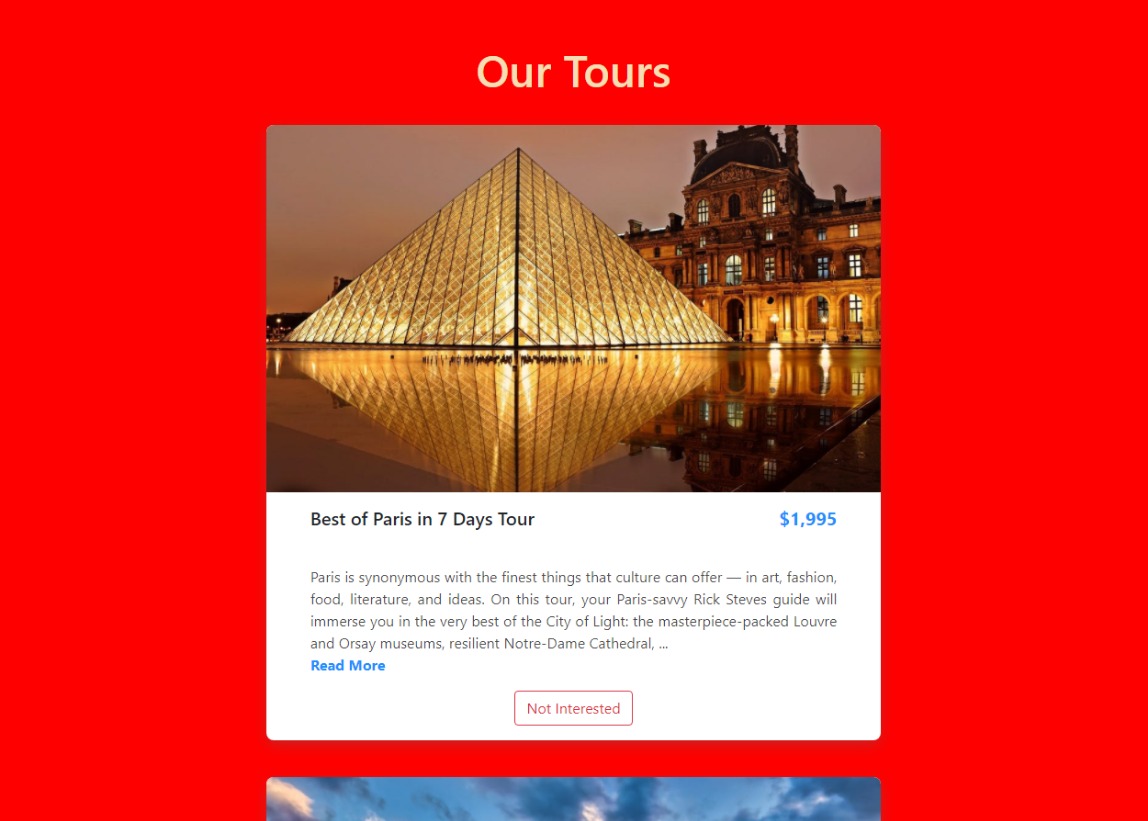 Our Tours
Best of Paris in 7 Days Tour
$1,995
Paris is synonymous with the finest things that culture can offer — in art, fashion,
food, literature, and ideas. On this tour, your Paris-savvy Rick Steves guide will
immerse you in the very best of the City of Light: the masterpiece-packed Louvre
and Orsay museums, resilient Notre-Dame Cathedral, ...
Read More
Not Interested